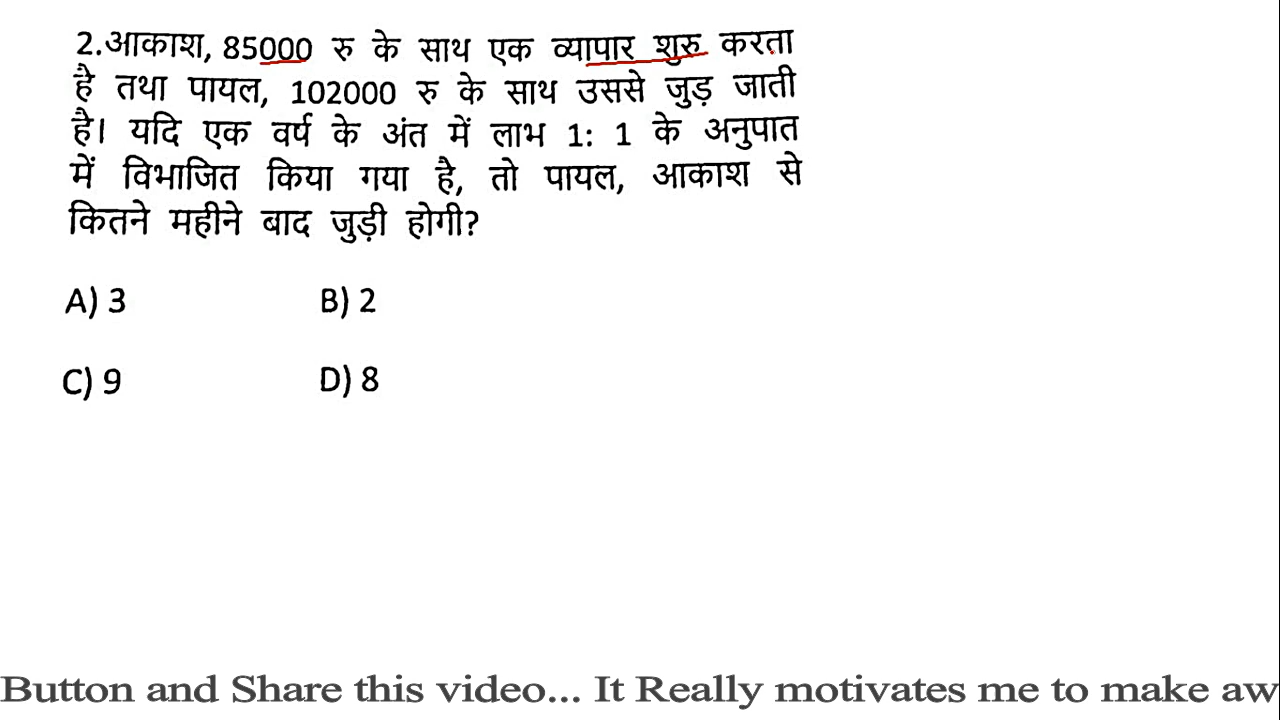 2.आकाश, 85000 रु के साथ एक व्यापार शुरु करता
है तथा पायल, 102000 रु के साथ उससे जुड़ जाती
है। यदि एक वर्ष के अंत में लाभ 1: 1 के अनुपात
में विभाजित किया गया है, तो पायल, आकाश से
कितने महीने बाद जुड़ी होगी?
A) 3 B) 2
C) 9 D) 8
Button and Share this video... It Really motivates me to make aw